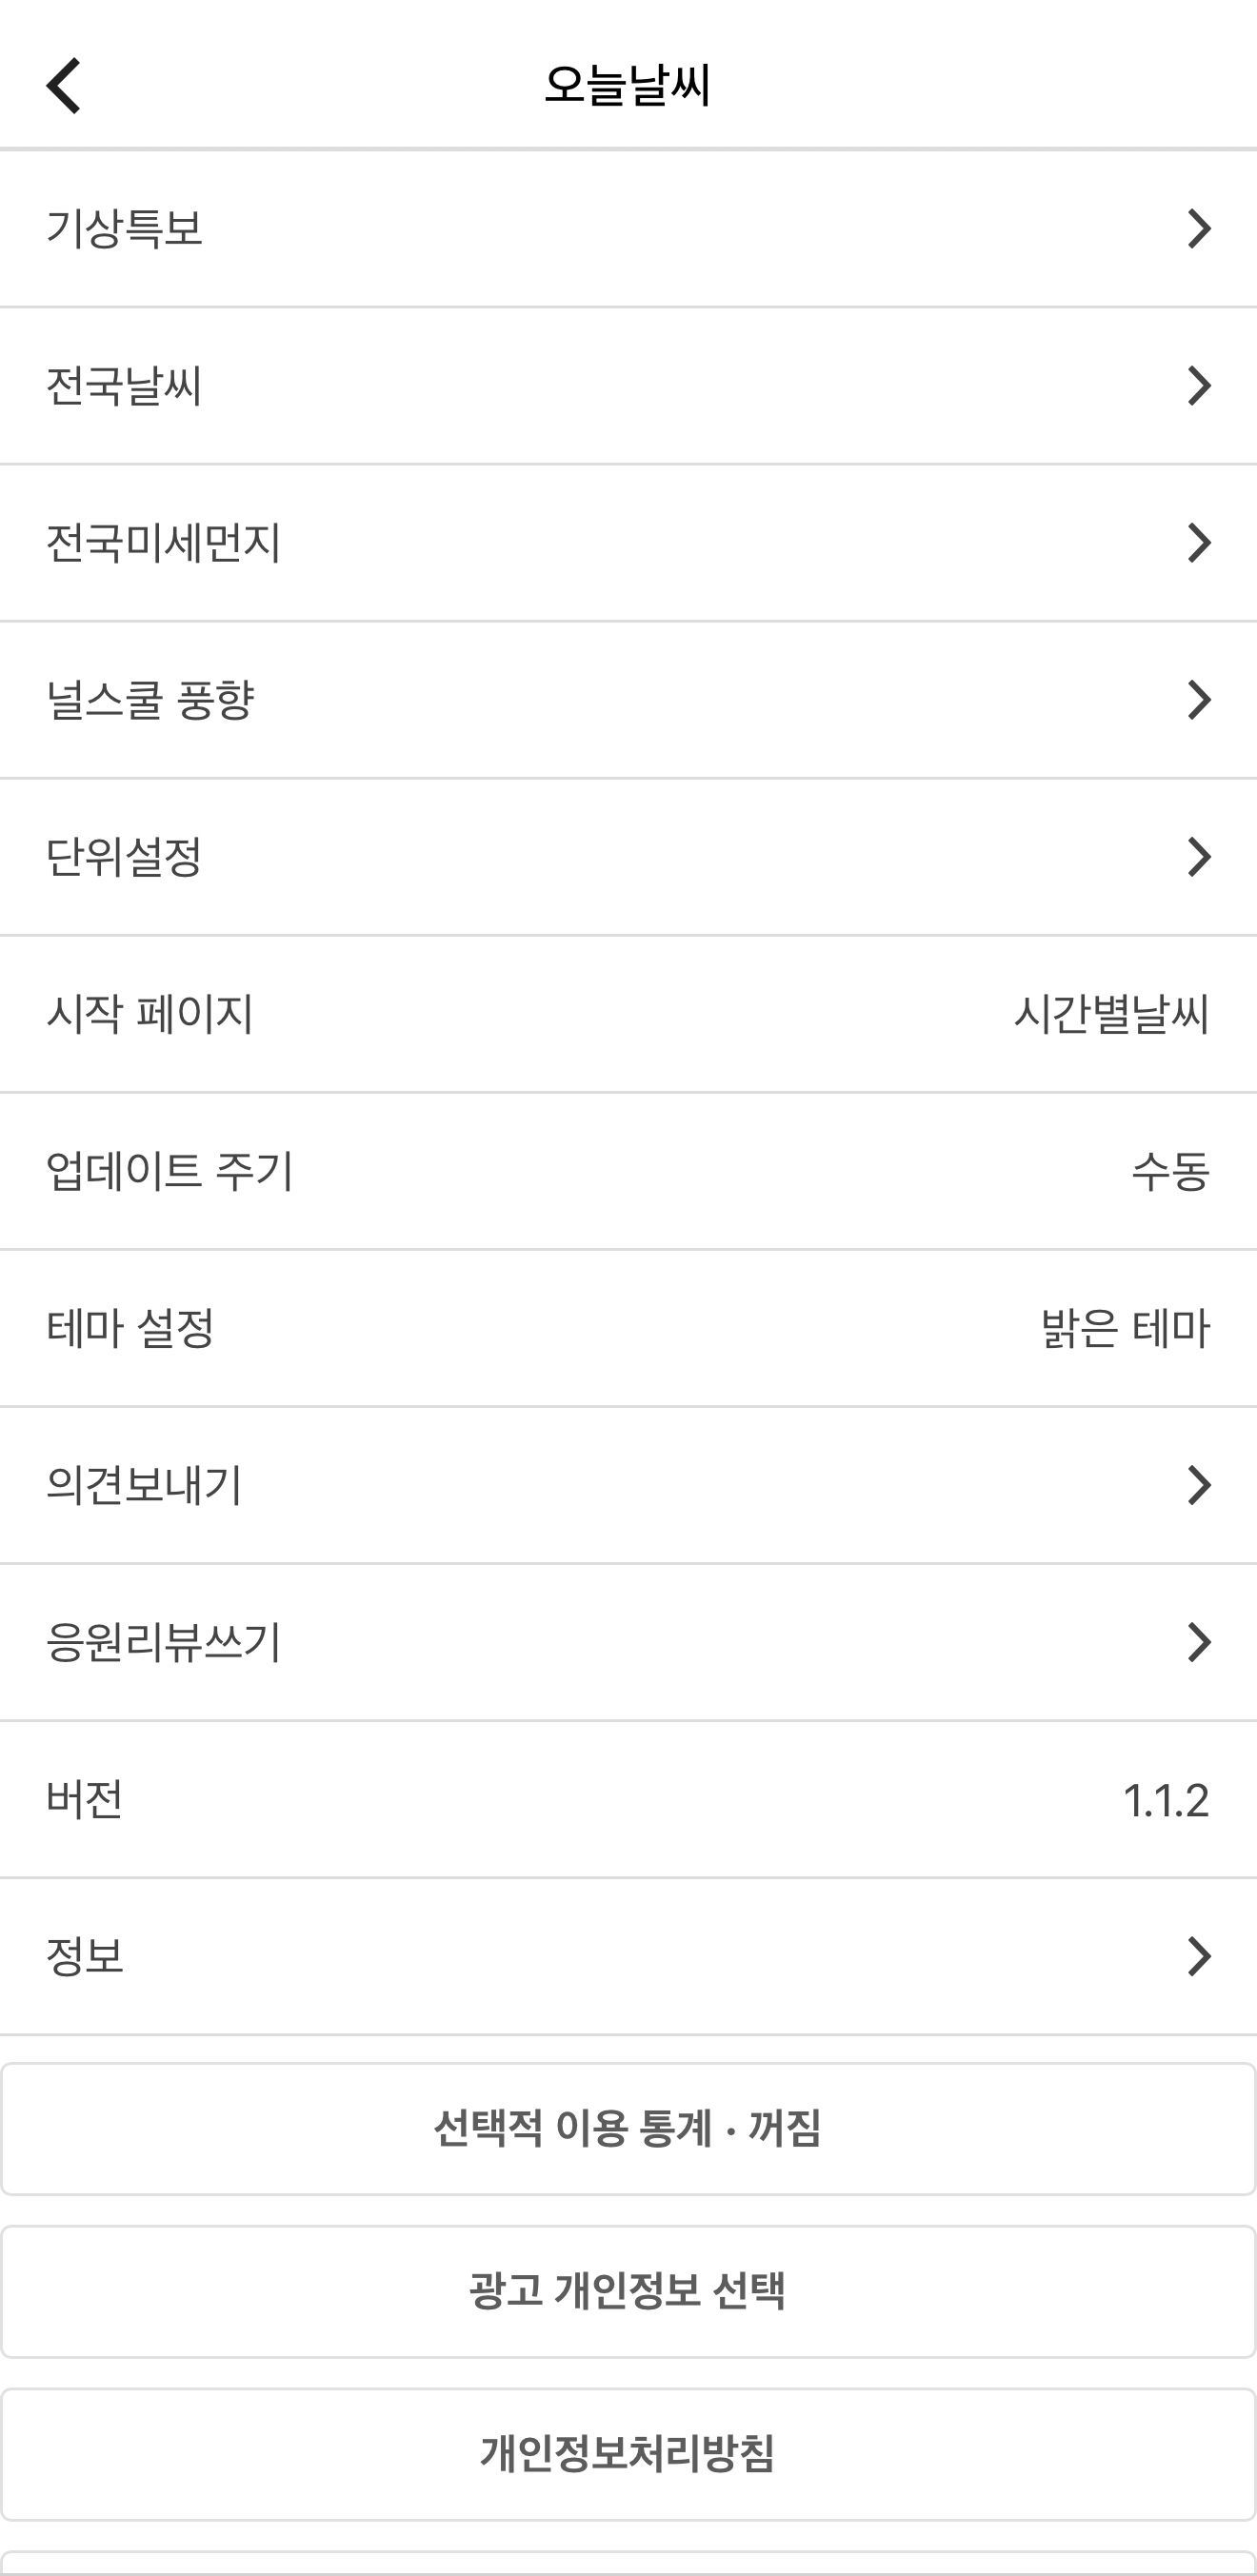 오늘날씨
기상특보
전국날씨
전국미세먼지
널스쿨 풍향
단위설정
시작 페이지 시간별날씨
업데이트 주기 수동
테마 설정 밝은 테마
의견보내기
응원리뷰쓰기
버전 1.1.2
정보
선택적 이용 통계 · 꺼짐
광고 개인정보 선택
개인정보처리방침